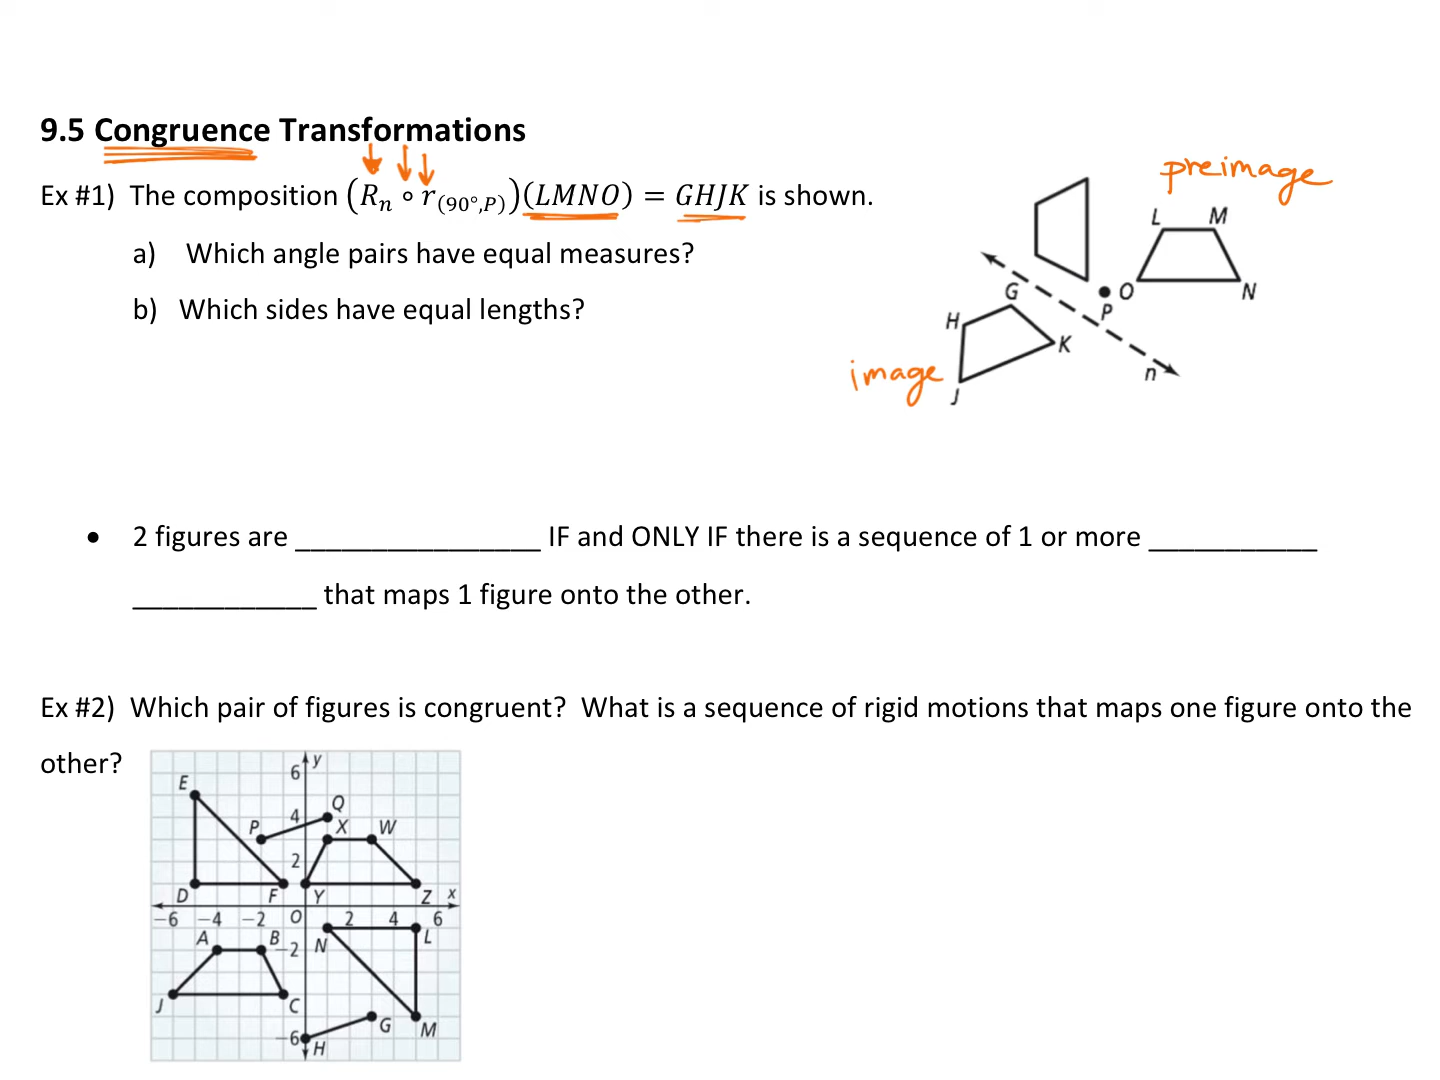 9.5 Congruence Transformations
Ex #1) The composition (Rₙ ∘ r₍₉₀°,P₎)(LMNO) = GHJK is shown.
a) Which angle pairs have equal measures?
b) Which sides have equal lengths?
preimage
L M
O N
P
G
H
K
J
n
image
• 2 figures are ________________ IF and ONLY IF there is a sequence of 1 or more ___________
____________ that maps 1 figure onto the other.
Ex #2) Which pair of figures is congruent? What is a sequence of rigid motions that maps one figure onto the
other?
6 y
E
4 Q
P X W
2
D F Y Z x
−6 −4 −2 O 2 4 6
A B −2 N L
J C
G M
−6 H